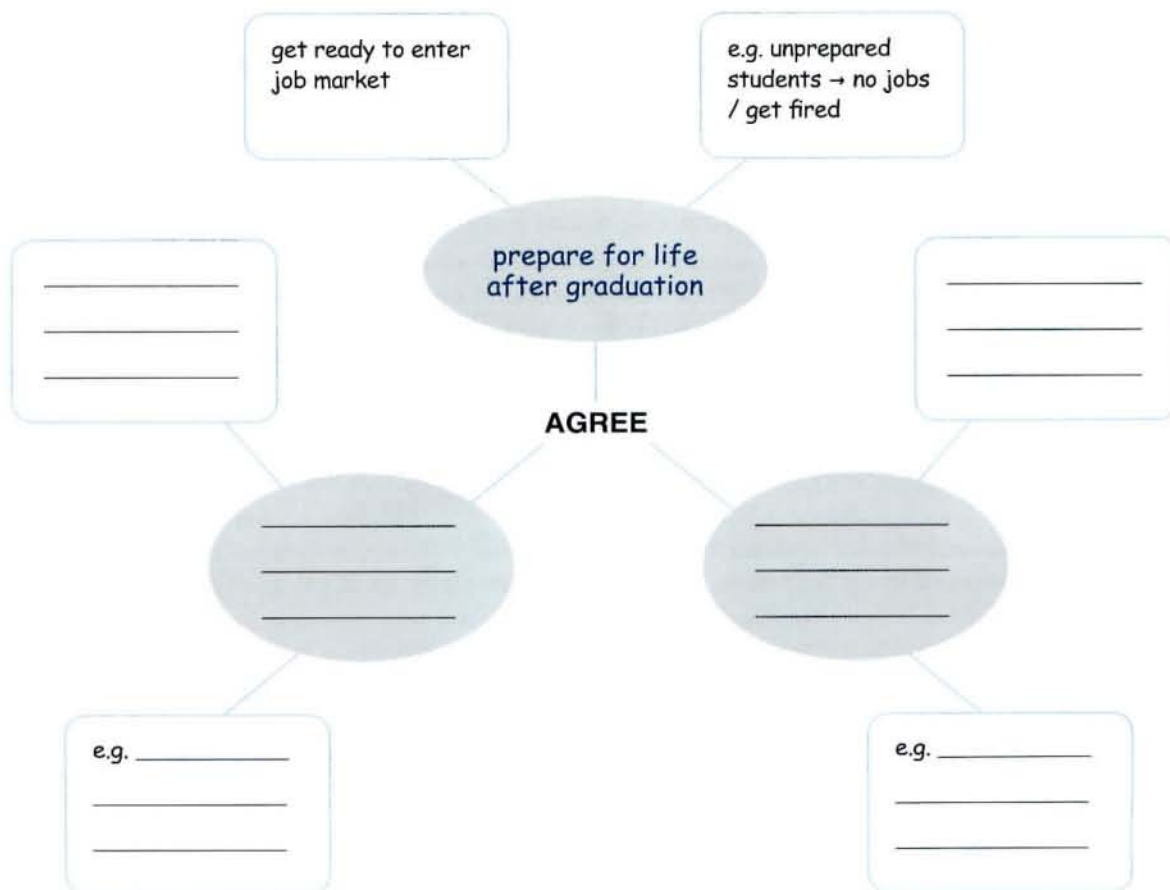 get ready to enter
job market
e.g. unprepared
students → no jobs
/ get fired
prepare for life
after graduation
AGREE
e.g.
e.g.